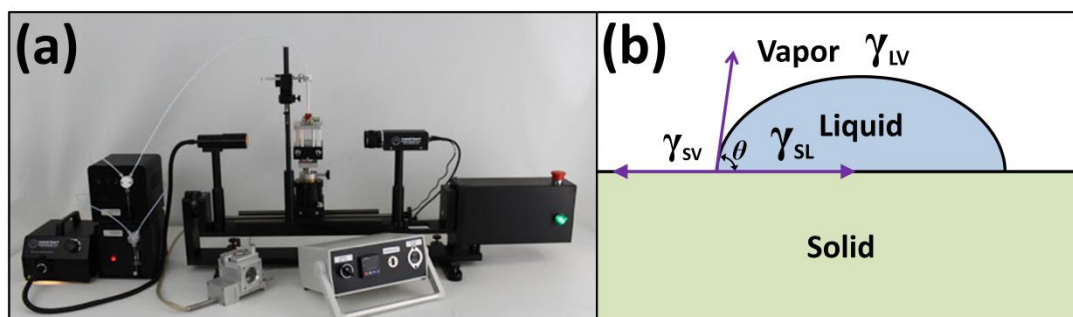 (a)
(b)
Vapor γLV
Liquid
γSV θ γSL
Solid